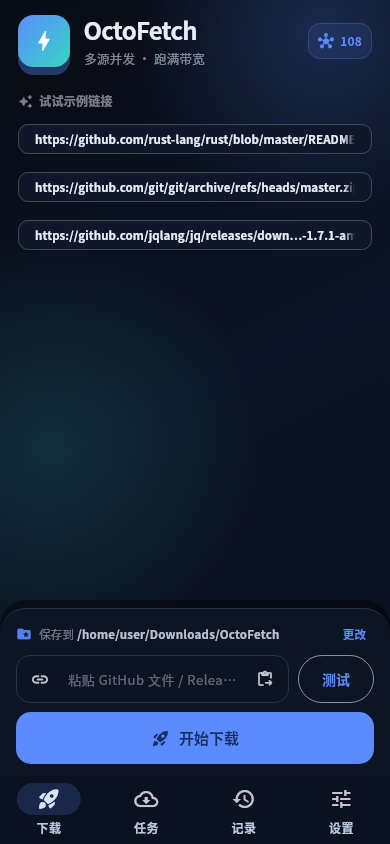 OctoFetch
多源并发 · 跑满带宽
108
试试示例链接
https://github.com/rust-lang/rust/blob/master/README
https://github.com/git/git/archive/refs/heads/master.zip
https://github.com/jqlang/jq/releases/down…-1.7.1-am
保存到 /home/user/Downloads/OctoFetch
更改
粘贴 GitHub 文件 / Relea…
测试
开始下载
下载
任务
记录
设置